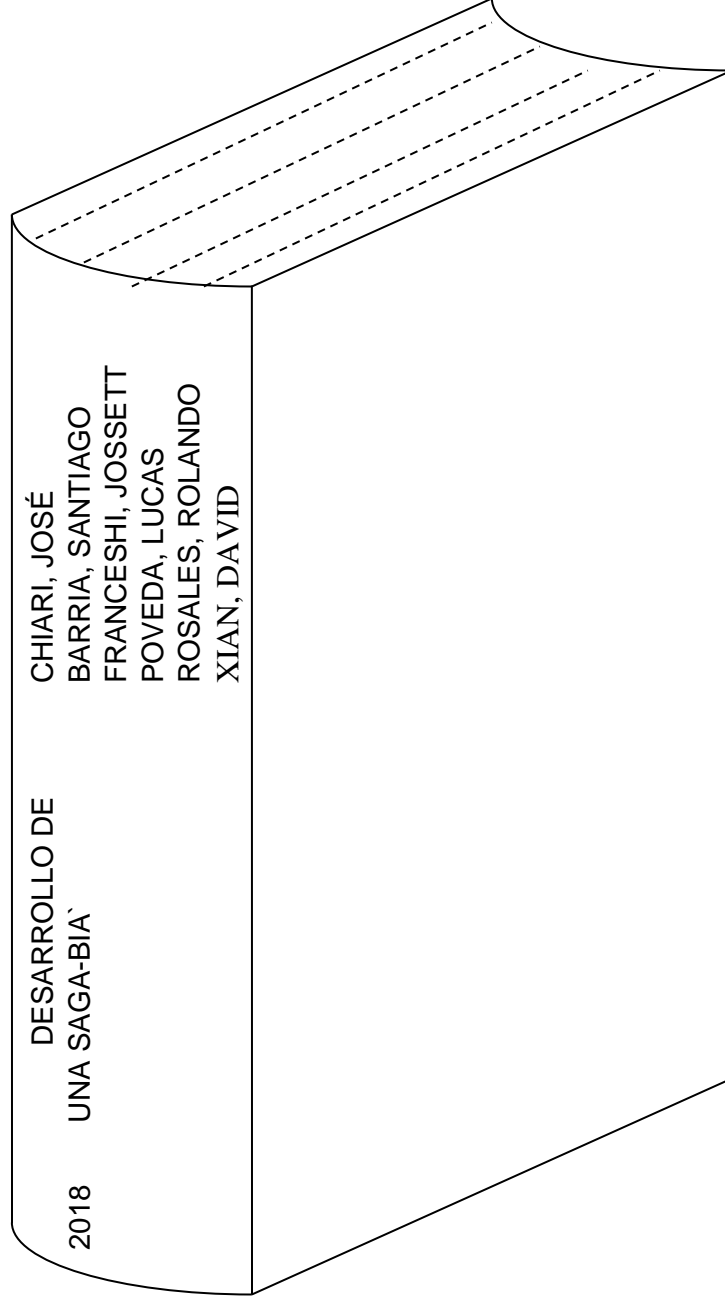 CHIARI, JOSÉ
BARRIA, SANTIAGO
FRANCESHI, JOSSETT
POVEDA, LUCAS
ROSALES, ROLANDO
XIAN, DAVID
DESARROLLO DE
UNA SAGA-BIA`
2018